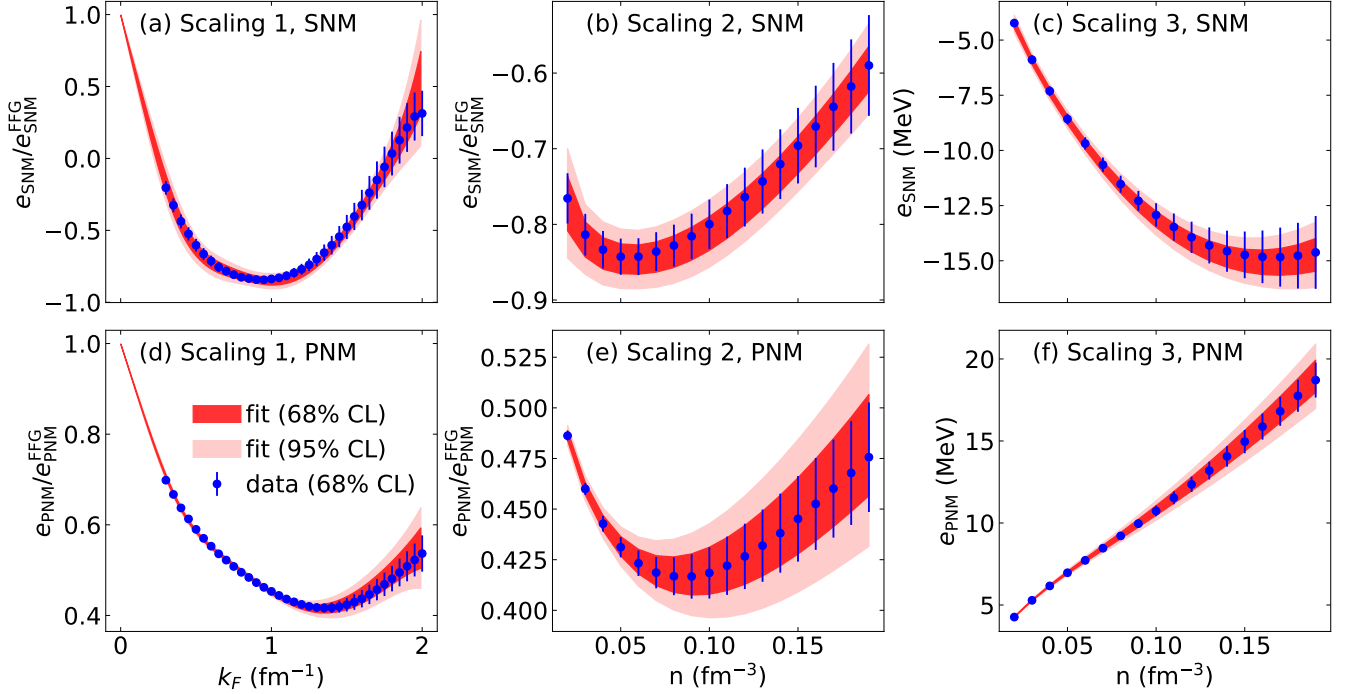 (a) Scaling 1, SNM
1.0
0.5
0.0
−0.5
−1.0
e_SNM/e_SNM^FFG
(b) Scaling 2, SNM
−0.6
−0.7
−0.8
−0.9
e_SNM/e_SNM^FFG
(c) Scaling 3, SNM
−5.0
−7.5
−10.0
−12.5
−15.0
e_SNM (MeV)
(d) Scaling 1, PNM
1.0
0.8
0.6
0.4
e_PNM/e_PNM^FFG
fit (68% CL)
fit (95% CL)
data (68% CL)
0 1 2
k_F (fm⁻¹)
(e) Scaling 2, PNM
0.525
0.500
0.475
0.450
0.425
0.400
e_PNM/e_PNM^FFG
0.05 0.10 0.15
n (fm⁻³)
(f) Scaling 3, PNM
20
15
10
5
e_PNM (MeV)
0.05 0.10 0.15
n (fm⁻³)